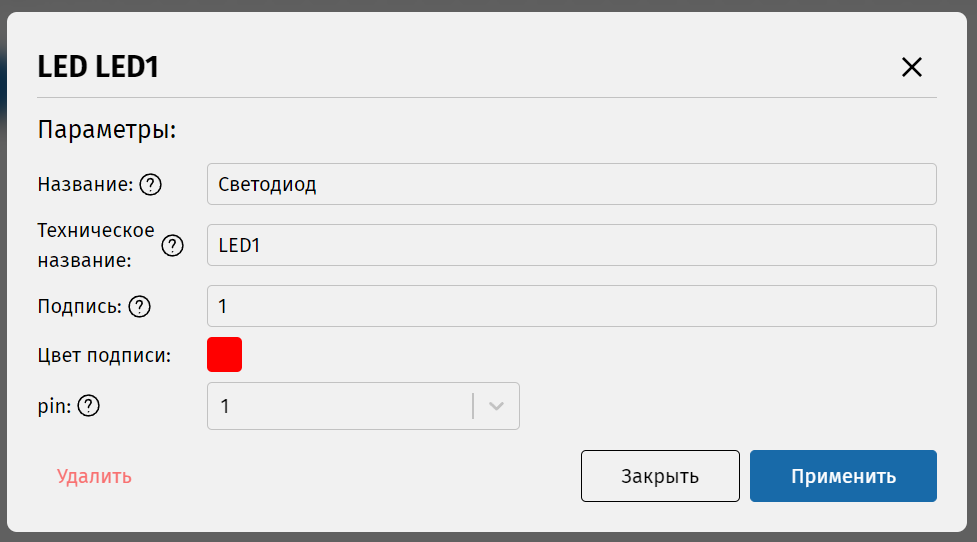 LED LED1
Параметры:
Название: ?
Светодиод
Техническое
название: ?
LED1
Подпись: ?
1
Цвет подписи:
pin: ?
1
Удалить
Закрыть
Применить